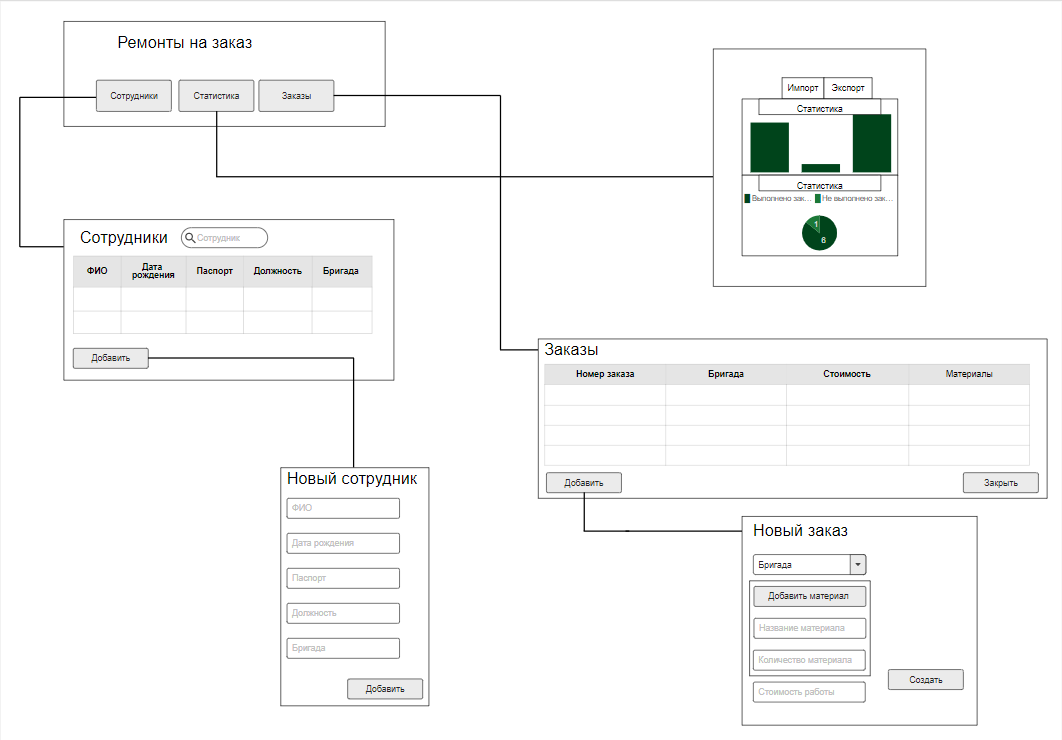 Ремонты на заказ
Сотрудники
Статистика
Заказы
Импорт
Экспорт
Статистика
Статистика
Выполнено зак...
Не выполнено зак...
1
6
Сотрудники
Сотрудник
ФИО
Дата
рождения
Паспорт
Должность
Бригада
Добавить
Заказы
Номер заказа
Бригада
Стоимость
Материалы
Добавить
Закрыть
Новый сотрудник
ФИО
Дата рождения
Паспорт
Должность
Бригада
Добавить
Новый заказ
Бригада
Добавить материал
Название материала
Количество материала
Стоимость работы
Создать